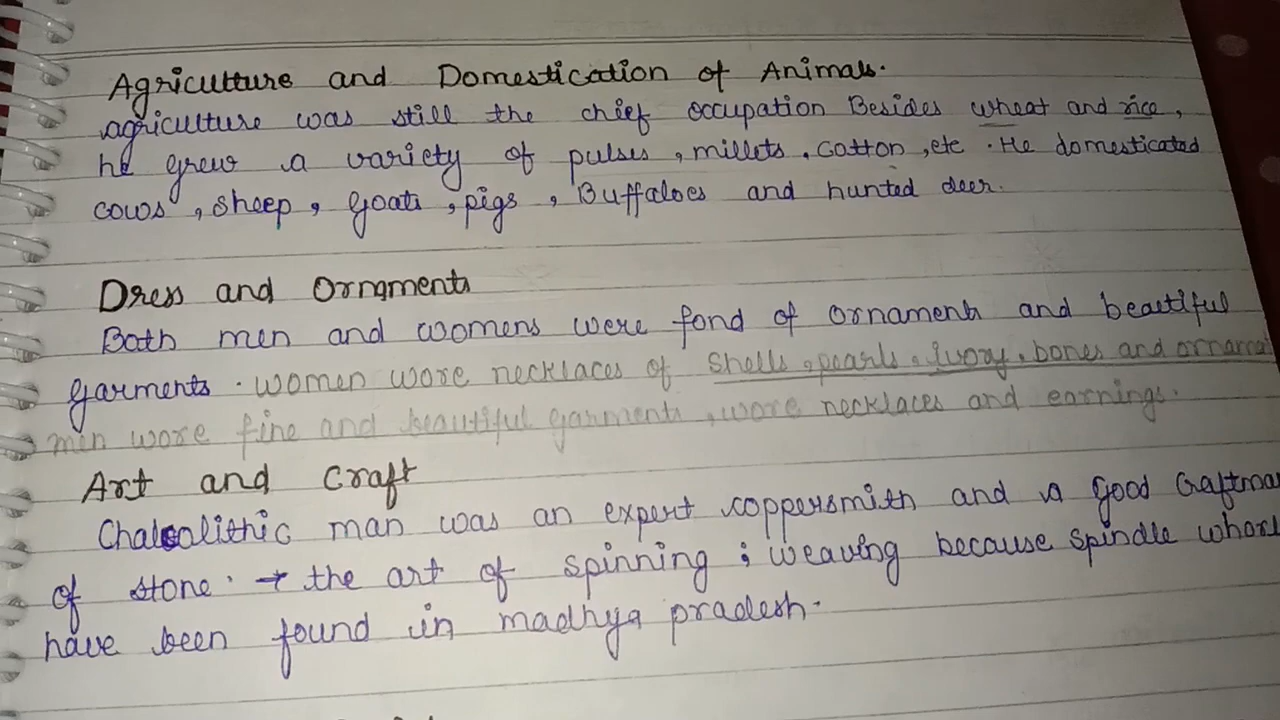 Agriculture and Domestication of Animals.
agriculture was still the chief occupation Besides wheat and rice,
he grew a variety of pulses, millets, cotton, etc. He domesticated
cows, sheep, goats, pigs, Buffaloes and hunted deer.
Dress and Ornaments
Both men and womens were fond of ornaments and beautiful
garments. women wore necklaces of shells, pearls, Ivory, bones and
men wore fine and beautiful garments, wore necklaces and earnings.
Art and Craft
Chalcolithic man was an expert coppersmith and a good Craftma
of stone. → the art of spinning ; weaving because spindle whorl
have been found in madhya pradesh.